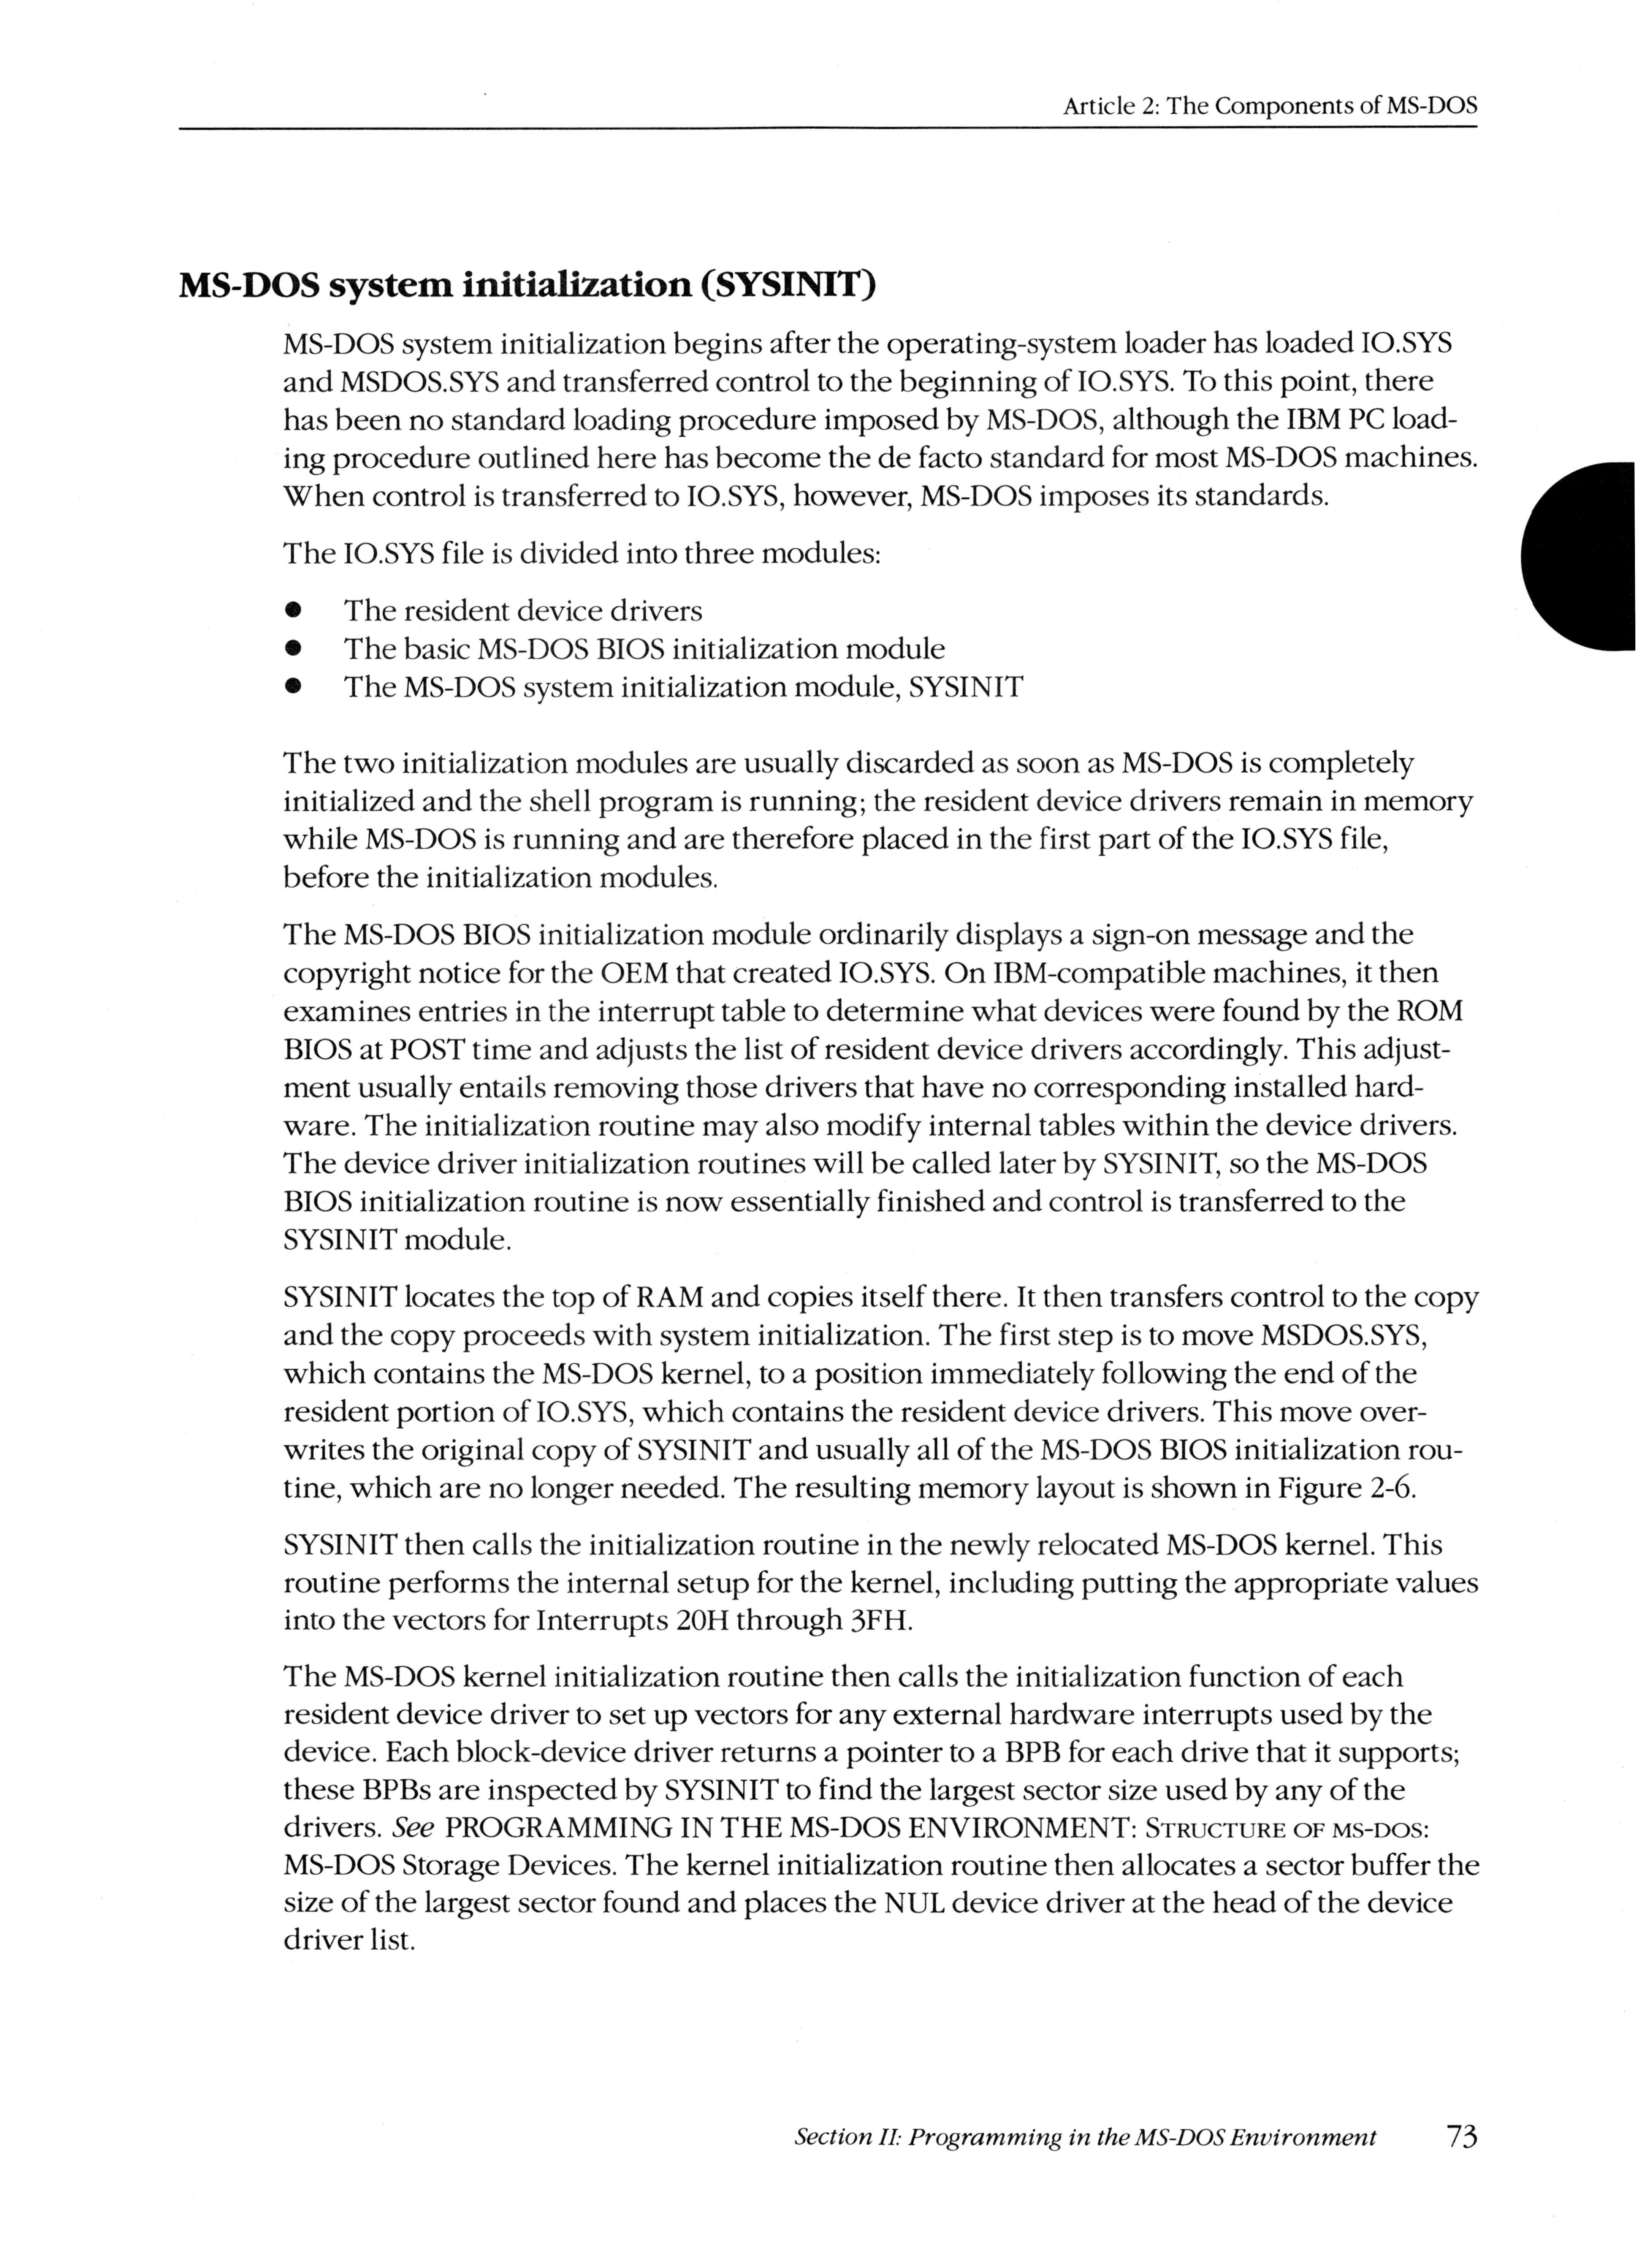 Article 2: The Components of MS-DOS
MS-DOS system initialization (SYSINIT)
MS-DOS system initialization begins after the operating-system loader has loaded IO.SYS
and MSDOS.SYS and transferred control to the beginning of IO.SYS. To this point, there
has been no standard loading procedure imposed by MS-DOS, although the IBM PC load-
ing procedure outlined here has become the de facto standard for most MS-DOS machines.
When control is transferred to IO.SYS, however, MS-DOS imposes its standards.
The IO.SYS file is divided into three modules:
● The resident device drivers
● The basic MS-DOS BIOS initialization module
● The MS-DOS system initialization module, SYSINIT
The two initialization modules are usually discarded as soon as MS-DOS is completely
initialized and the shell program is running; the resident device drivers remain in memory
while MS-DOS is running and are therefore placed in the first part of the IO.SYS file,
before the initialization modules.
The MS-DOS BIOS initialization module ordinarily displays a sign-on message and the
copyright notice for the OEM that created IO.SYS. On IBM-compatible machines, it then
examines entries in the interrupt table to determine what devices were found by the ROM
BIOS at POST time and adjusts the list of resident device drivers accordingly. This adjust-
ment usually entails removing those drivers that have no corresponding installed hard-
ware. The initialization routine may also modify internal tables within the device drivers.
The device driver initialization routines will be called later by SYSINIT, so the MS-DOS
BIOS initialization routine is now essentially finished and control is transferred to the
SYSINIT module.
SYSINIT locates the top of RAM and copies itself there. It then transfers control to the copy
and the copy proceeds with system initialization. The first step is to move MSDOS.SYS,
which contains the MS-DOS kernel, to a position immediately following the end of the
resident portion of IO.SYS, which contains the resident device drivers. This move over-
writes the original copy of SYSINIT and usually all of the MS-DOS BIOS initialization rou-
tine, which are no longer needed. The resulting memory layout is shown in Figure 2-6.
SYSINIT then calls the initialization routine in the newly relocated MS-DOS kernel. This
routine performs the internal setup for the kernel, including putting the appropriate values
into the vectors for Interrupts 20H through 3FH.
The MS-DOS kernel initialization routine then calls the initialization function of each
resident device driver to set up vectors for any external hardware interrupts used by the
device. Each block-device driver returns a pointer to a BPB for each drive that it supports;
these BPBs are inspected by SYSINIT to find the largest sector size used by any of the
drivers. See PROGRAMMING IN THE MS-DOS ENVIRONMENT: STRUCTURE OF MS-DOS:
MS-DOS Storage Devices. The kernel initialization routine then allocates a sector buffer the
size of the largest sector found and places the NUL device driver at the head of the device
driver list.
Section II: Programming in the MS-DOS Environment 73